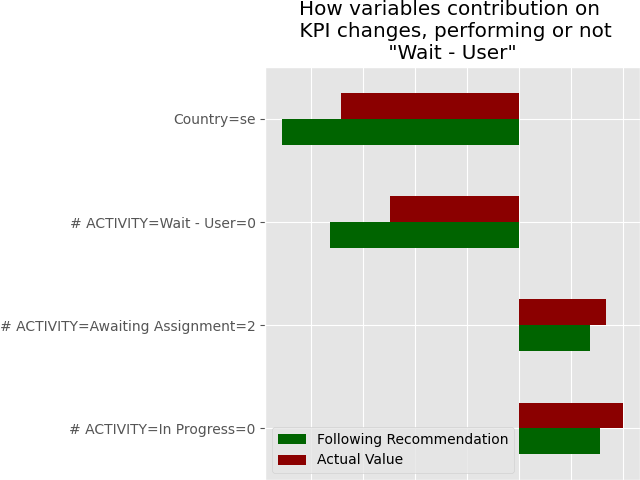 How variables contribution on
KPI changes, performing or not
"Wait - User"
Country=se
# ACTIVITY=Wait - User=0
# ACTIVITY=Awaiting Assignment=2
# ACTIVITY=In Progress=0
Following Recommendation
Actual Value